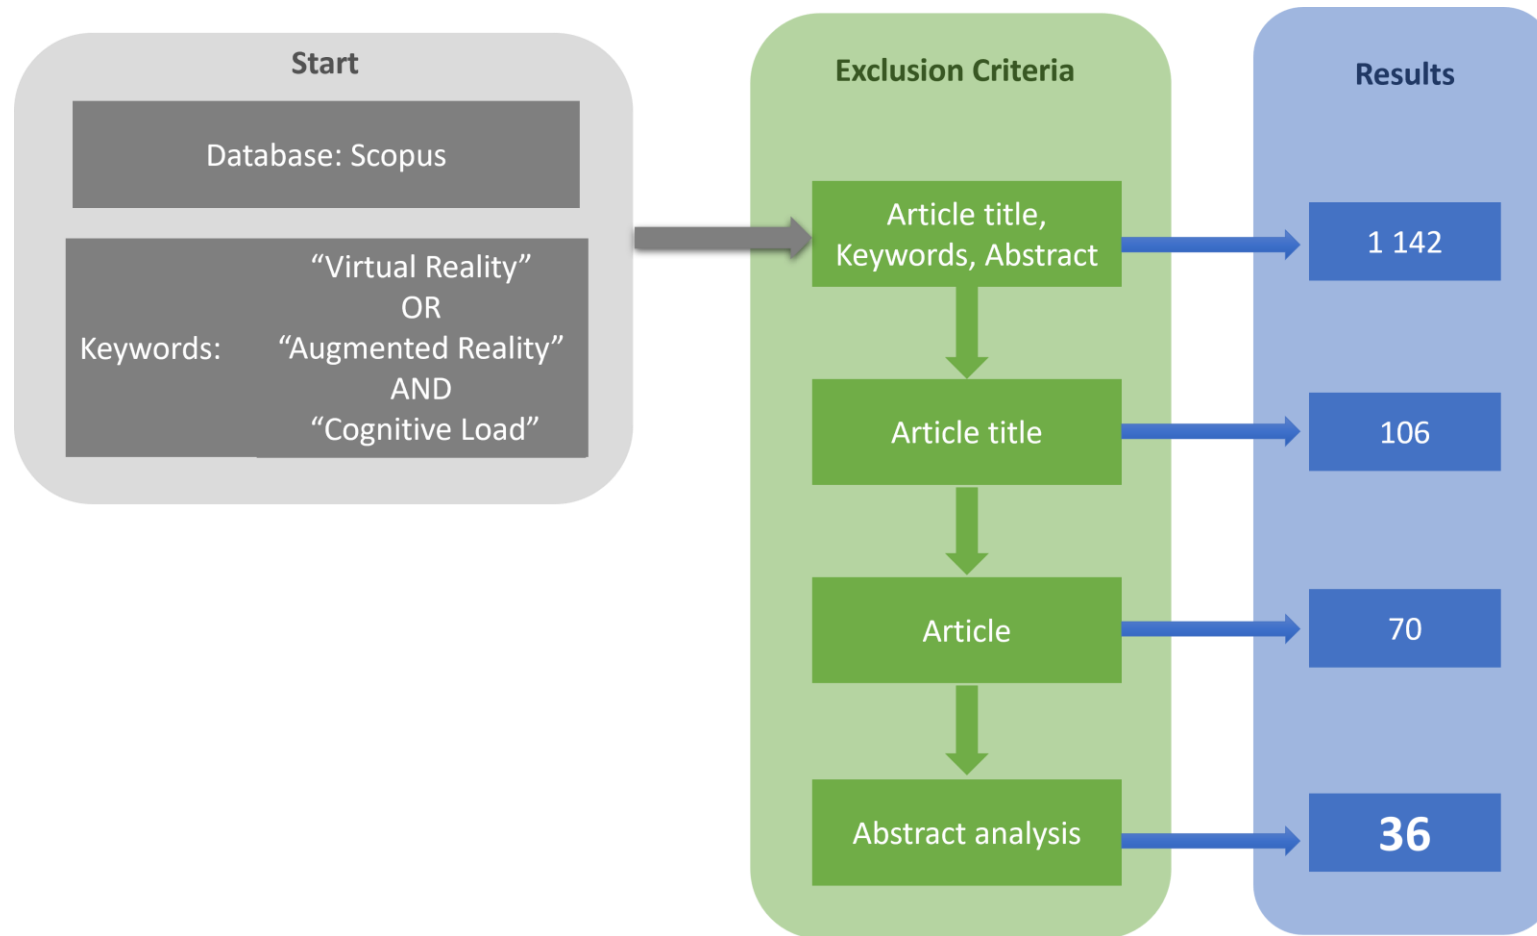 Start
Database: Scopus
Keywords:
“Virtual Reality”
OR
“Augmented Reality”
AND
“Cognitive Load”
Exclusion Criteria
Article title,
Keywords, Abstract
Article title
Article
Abstract analysis
Results
1 142
106
70
36